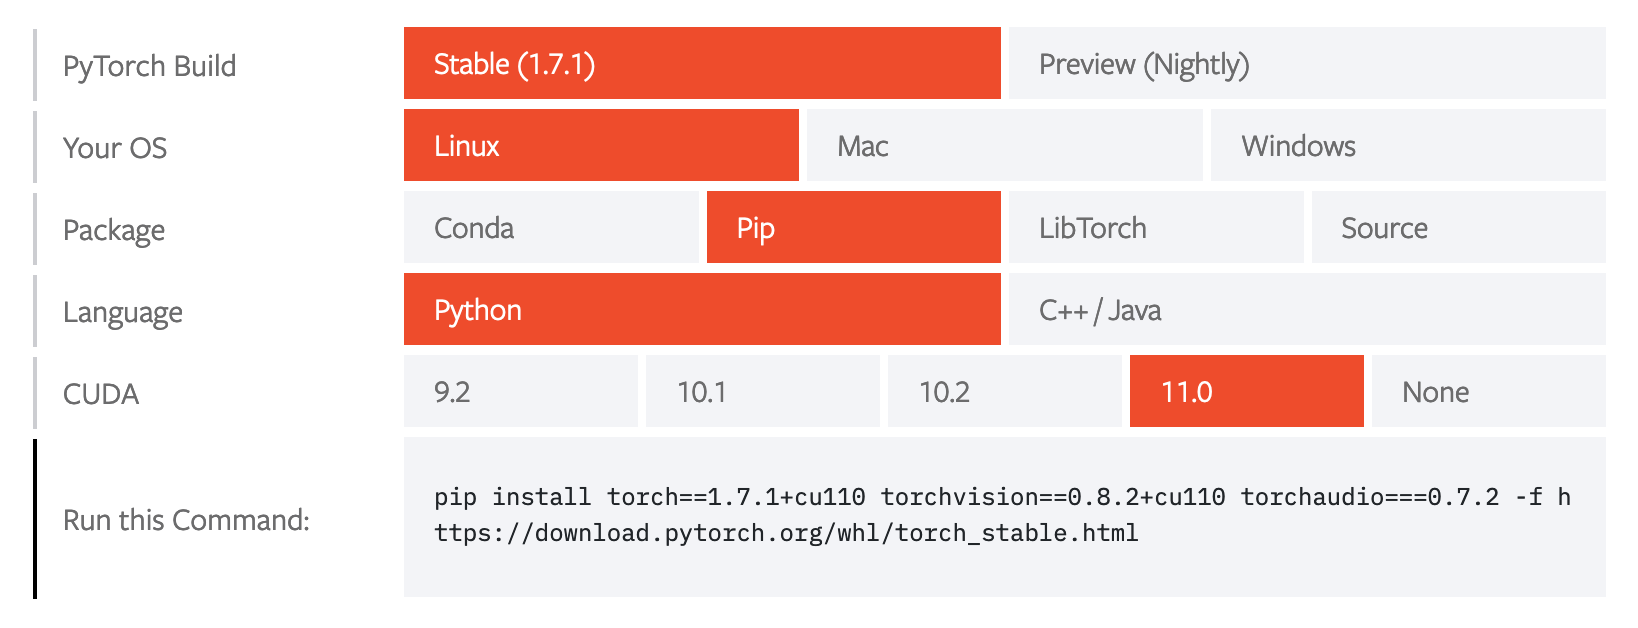 PyTorch Build
Stable (1.7.1)
Preview (Nightly)
Your OS
Linux
Mac
Windows
Package
Conda
Pip
LibTorch
Source
Language
Python
C++ / Java
CUDA
9.2
10.1
10.2
11.0
None
Run this Command:
pip install torch==1.7.1+cu110 torchvision==0.8.2+cu110 torchaudio===0.7.2 -f h
ttps://download.pytorch.org/whl/torch_stable.html